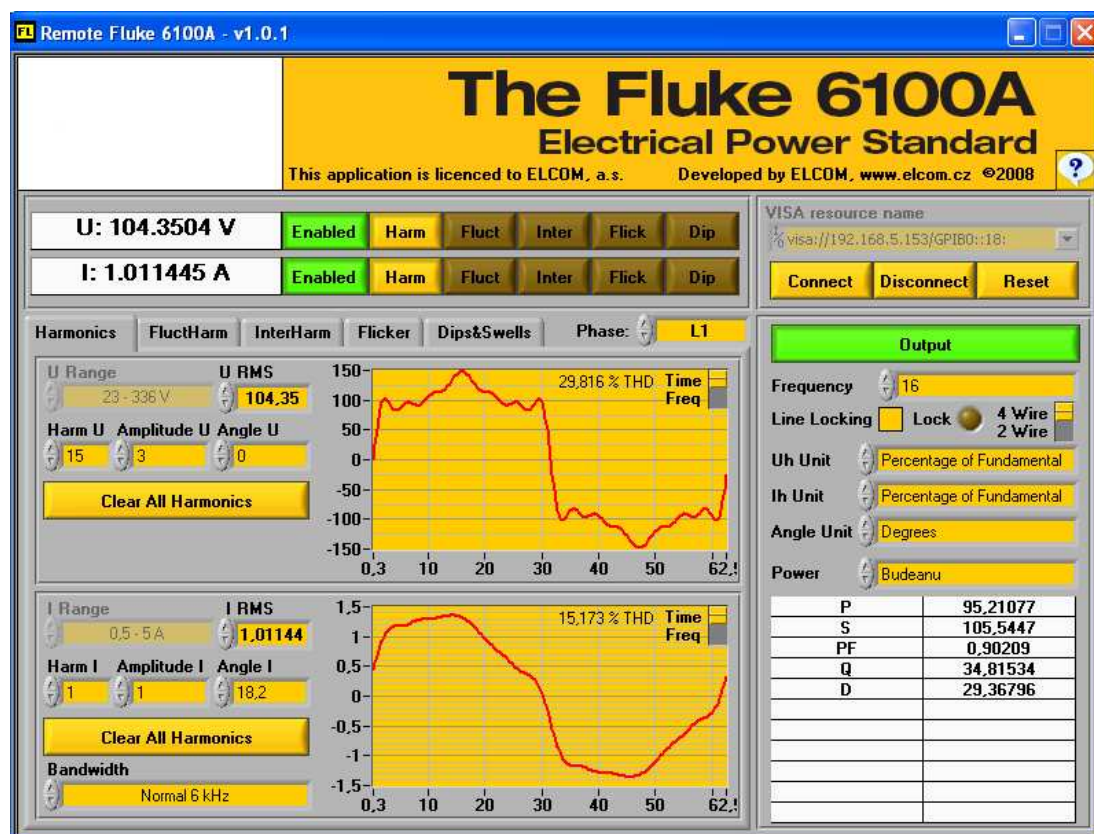 FL Remote Fluke 6100A - v1.0.1
The Fluke 6100A
Electrical Power Standard
This application is licenced to ELCOM, a.s. Developed by ELCOM, www.elcom.cz ©2008 ?
U: 104.3504 V Enabled Harm Fluct Inter Flick Dip
I: 1.011445 A Enabled Harm Fluct Inter Flick Dip
VISA resource name
visa://192.168.5.153/GPIB0::18:
Connect Disconnect Reset
Harmonics FluctHarm InterHarm Flicker Dips&Swells Phase: L1
U Range U RMS
23 - 336 V 104,35
Harm U Amplitude U Angle U
15 3 0
Clear All Harmonics
29,816 % THD Time
Freq
150
100
50
0
-50
-100
-150
0,3 10 20 30 40 50
I Range I RMS
0,5 - 5 A 1,01144
Harm I Amplitude I Angle I
1 1 18,2
Clear All Harmonics
Bandwidth
Normal 6 kHz
15,173 % THD Time
Freq
1,5
1
0,5
0
-0,5
-1
-1,5
0,3 10 20 30 40 50
Output
Frequency 16
Line Locking Lock 4 Wire
2 Wire
Uh Unit Percentage of Fundamental
Ih Unit Percentage of Fundamental
Angle Unit Degrees
Power Budeanu
P 95,21077
S 105,5447
PF 0,90209
Q 34,81534
D 29,36796